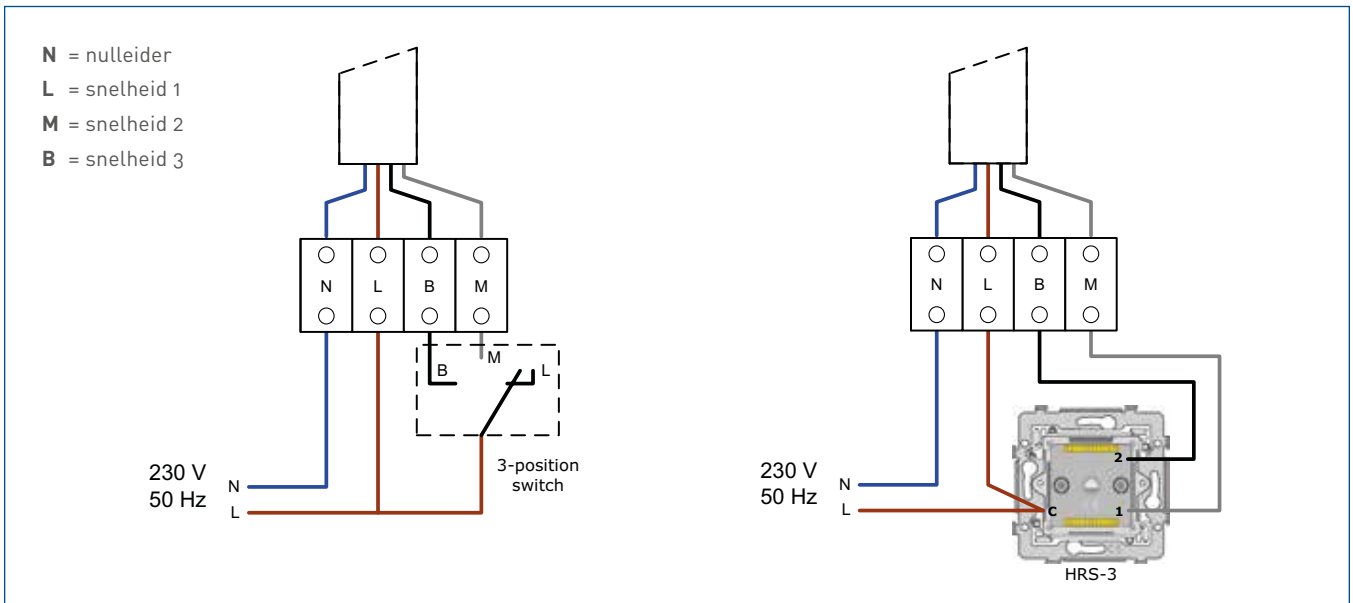 N = nulleider
L = snelheid 1
M = snelheid 2
B = snelheid 3
N L B M
B M L
3-position
switch
230 V
50 Hz
N
L
N L B M
2
C 1
230 V
50 Hz
N
L
HRS-3